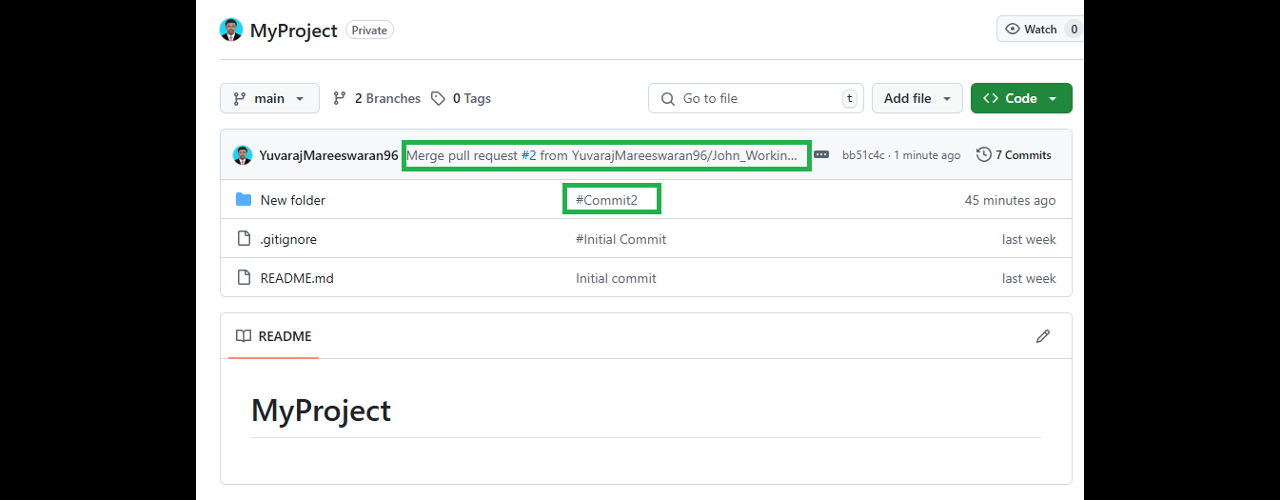 MyProject Private Watch 0
main 2 Branches 0 Tags Go to file t Add file Code
YuvarajMareeswaran96 Merge pull request #2 from YuvarajMareeswaran96/John_Workin... bb51c4c · 1 minute ago 7 Commits
New folder #Commit2 45 minutes ago
.gitignore #Initial Commit last week
README.md Initial commit last week
README
MyProject